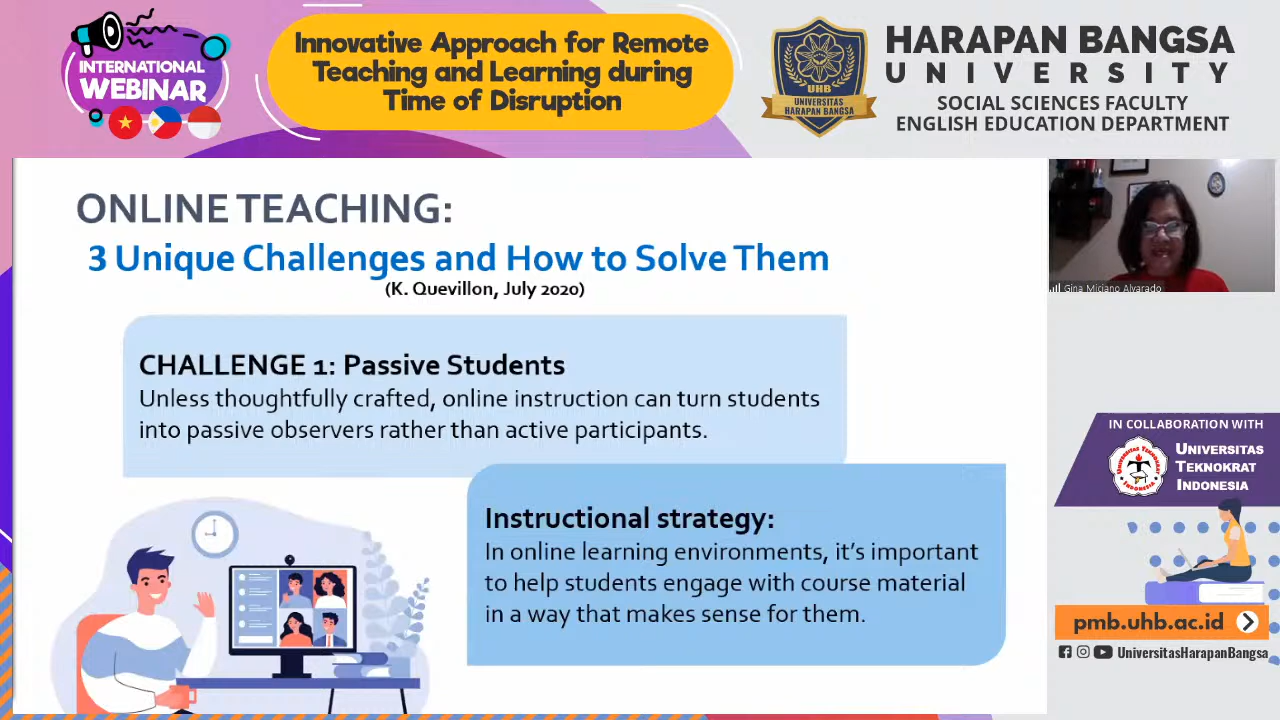 INTERNATIONAL
WEBINAR
Innovative Approach for Remote
Teaching and Learning during
Time of Disruption
UHB
UNIVERSITAS
HARAPAN BANGSA
HARAPAN BANGSA
UNIVERSITY
SOCIAL SCIENCES FACULTY
ENGLISH EDUCATION DEPARTMENT
ONLINE TEACHING:
3 Unique Challenges and How to Solve Them
(K. Quevillon, July 2020)
CHALLENGE 1: Passive Students
Unless thoughtfully crafted, online instruction can turn students
into passive observers rather than active participants.
Instructional strategy:
In online learning environments, it's important
to help students engage with course material
in a way that makes sense for them.
Gina Miciano Alvarado
IN COLLABORATION WITH
UNIVERSITAS
TEKNOKRAT
INDONESIA
pmb.uhb.ac.id
UniversitasHarapanBangsa